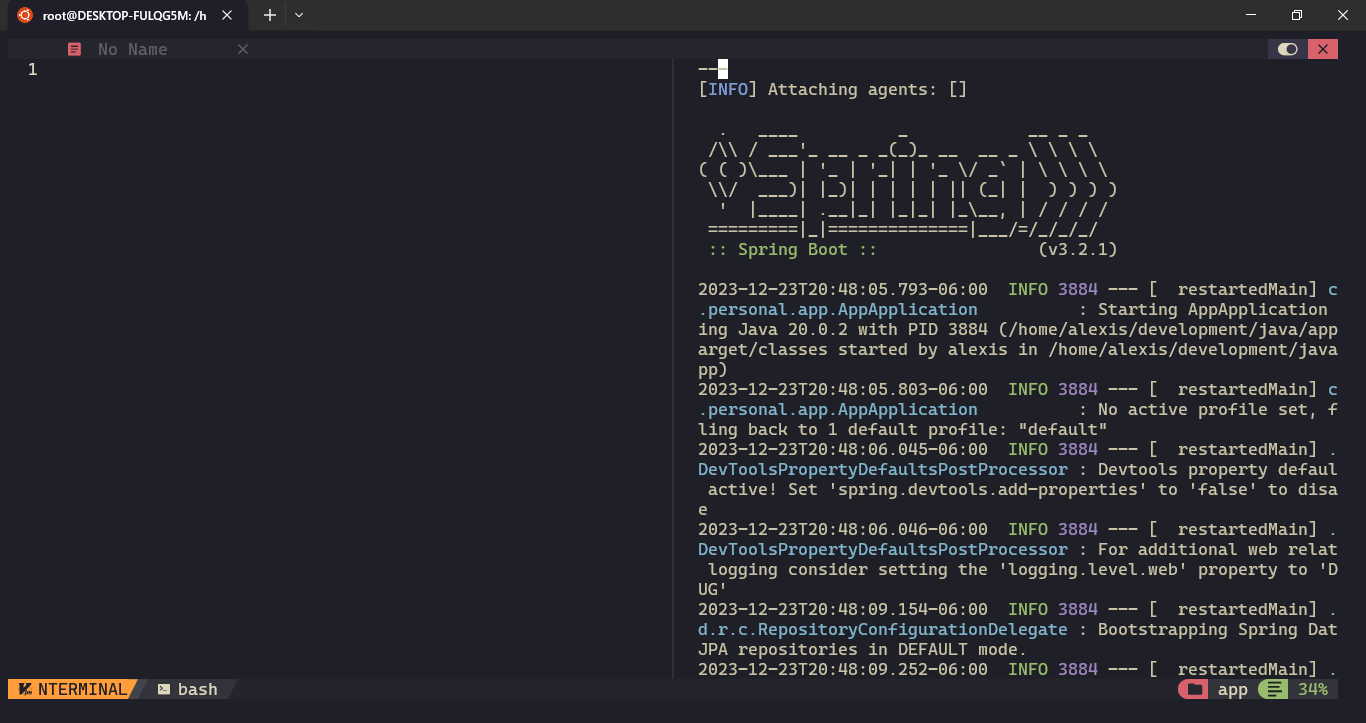 root@DESKTOP-FULQG5M: /h
No Name
1
---
[INFO] Attaching agents: []
  .   ____          _            __ _ _
 /\\ / ___'_ __ _ _(_)_ __  __ _ \ \ \ \
( ( )\___ | '_ | '_| | '_ \/ _` | \ \ \ \
 \\/  ___)| |_)| | | | | || (_| |  ) ) ) )
  '  |____| .__|_| |_|_| |_\__, | / / / /
 =========|_|==============|___/=/_/_/_/
 :: Spring Boot ::                (v3.2.1)
2023-12-23T20:48:05.793-06:00  INFO 3884 --- [  restartedMain] c
.personal.app.AppApplication          : Starting AppApplication
ing Java 20.0.2 with PID 3884 (/home/alexis/development/java/app
arget/classes started by alexis in /home/alexis/development/java
pp)
2023-12-23T20:48:05.803-06:00  INFO 3884 --- [  restartedMain] c
.personal.app.AppApplication          : No active profile set, f
ling back to 1 default profile: "default"
2023-12-23T20:48:06.045-06:00  INFO 3884 --- [  restartedMain] .
DevToolsPropertyDefaultsPostProcessor : Devtools property defaul
 active! Set 'spring.devtools.add-properties' to 'false' to disa
e
2023-12-23T20:48:06.046-06:00  INFO 3884 --- [  restartedMain] .
DevToolsPropertyDefaultsPostProcessor : For additional web relat
 logging consider setting the 'logging.level.web' property to 'D
UG'
2023-12-23T20:48:09.154-06:00  INFO 3884 --- [  restartedMain] .
d.r.c.RepositoryConfigurationDelegate : Bootstrapping Spring Dat
JPA repositories in DEFAULT mode.
2023-12-23T20:48:09.252-06:00  INFO 3884 --- [  restartedMain] .
NTERMINAL bash app 34%